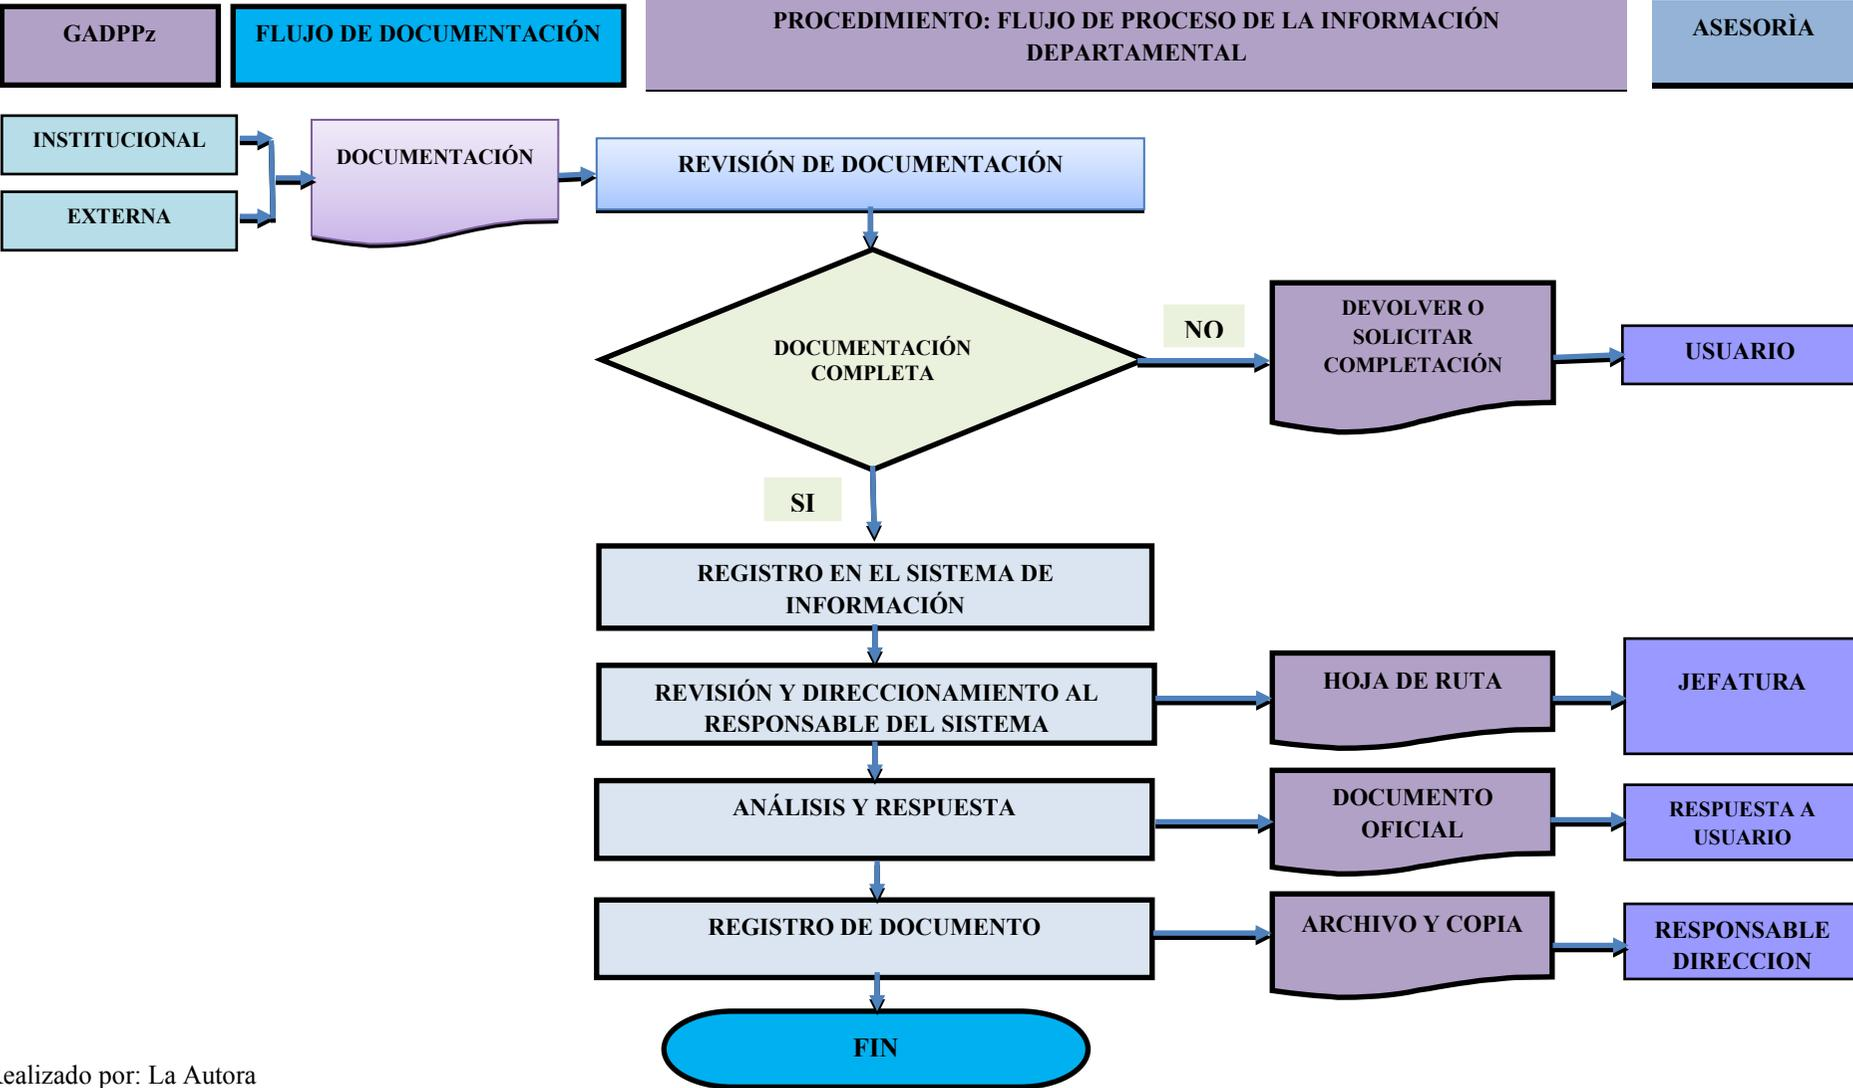 GADPPz
FLUJO DE DOCUMENTACIÓN
PROCEDIMIENTO: FLUJO DE PROCESO DE LA INFORMACIÓN
DEPARTAMENTAL
ASESORÌA
INSTITUCIONAL
EXTERNA
DOCUMENTACIÓN
REVISIÓN DE DOCUMENTACIÓN
DOCUMENTACIÓN
COMPLETA
NO
DEVOLVER O
SOLICITAR
COMPLETACIÓN
USUARIO
SI
REGISTRO EN EL SISTEMA DE
INFORMACIÓN
REVISIÓN Y DIRECCIONAMIENTO AL
RESPONSABLE DEL SISTEMA
HOJA DE RUTA
JEFATURA
ANÁLISIS Y RESPUESTA
DOCUMENTO
OFICIAL
RESPUESTA A
USUARIO
REGISTRO DE DOCUMENTO
ARCHIVO Y COPIA
RESPONSABLE
DIRECCION
FIN
Realizado por: La Autora